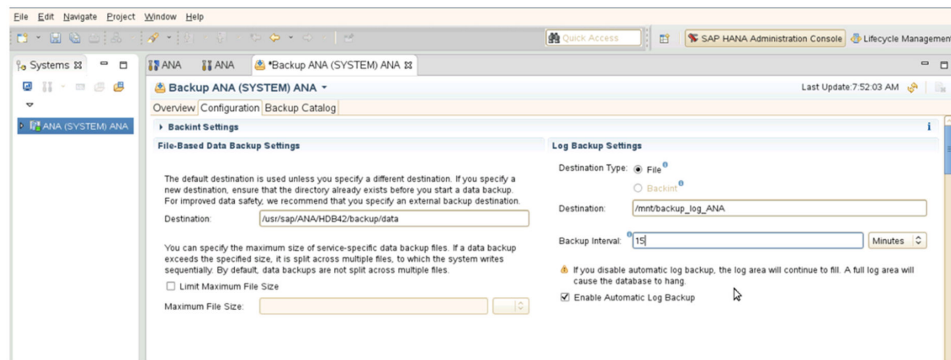 File Edit Navigate Project Window Help
Quick Access
SAP HANA Administration Console
Lifecycle Management
Systems
ANA
ANA
*Backup ANA (SYSTEM) ANA
Backup ANA (SYSTEM) ANA
Last Update:7:52:03 AM
Overview Configuration Backup Catalog
ANA (SYSTEM) ANA
Backint Settings
File-Based Data Backup Settings
The default destination is used unless you specify a different destination. If you specify a
new destination, ensure that the directory already exists before you start a data backup.
For improved data safety, we recommend that you specify an external backup destination.
Destination: /usr/sap/ANA/HDB42/backup/data
You can specify the maximum size of service-specific data backup files. If a data backup
exceeds the specified size, it is split across multiple files, to which the system writes
sequentially. By default, data backups are not split across multiple files.
Limit Maximum File Size
Maximum File Size:
Log Backup Settings
Destination Type: File
Backint
Destination: /mnt/backup_log_ANA
Backup Interval: 15 Minutes
If you disable automatic log backup, the log area will continue to fill. A full log area will
cause the database to hang.
Enable Automatic Log Backup